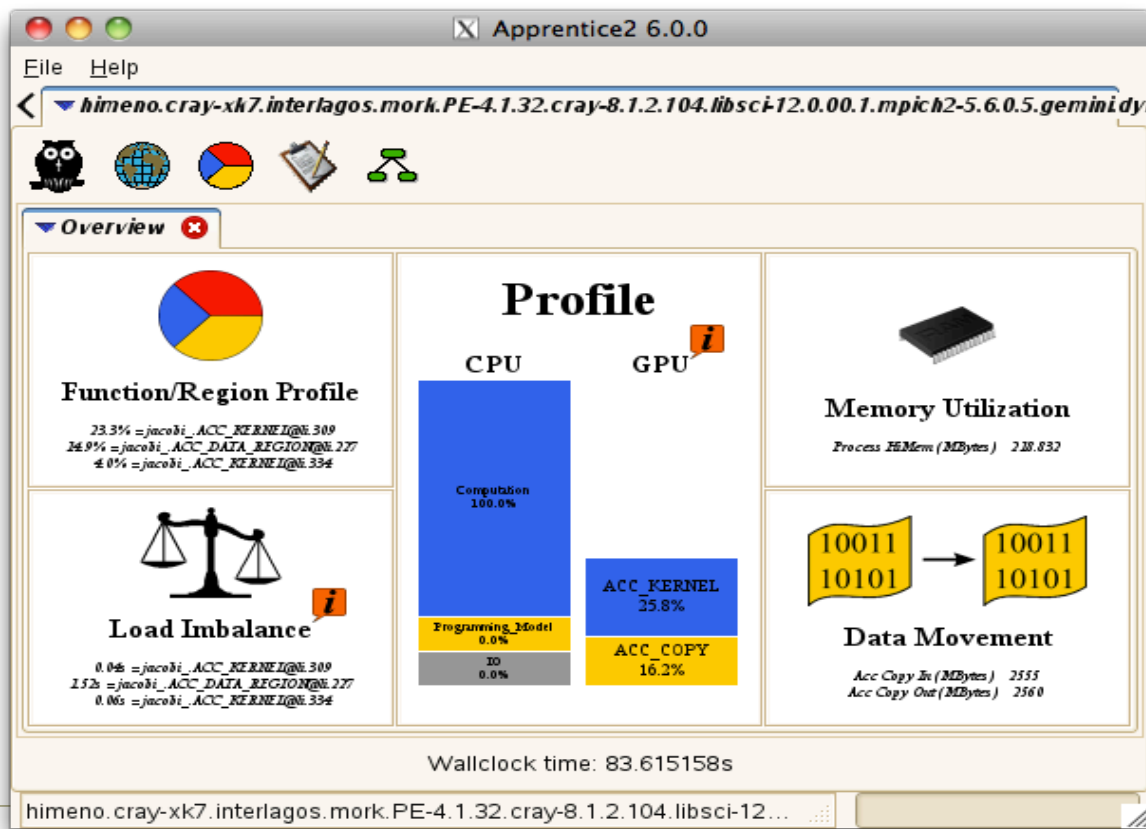 Apprentice2 6.0.0
File Help
himeno.cray-xk7.interlagos.mork.PE-4.1.32.cray-8.1.2.104.libsci-12.0.00.1.mpich2-5.6.0.5.gemini.dy
Overview
Function/Region Profile
23.3% =jacobi_.ACC_KERNEL@li.309
14.9% =jacobi_.ACC_DATA_REGION@li.227
4.0% =jacobi_.ACC_KERNEL@li.334
Load Imbalance
0.04s =jacobi_.ACC_KERNEL@li.309
1.52s =jacobi_.ACC_DATA_REGION@li.227
0.06s =jacobi_.ACC_KERNEL@li.334
Profile
CPU GPU
Computation
100.0%
Programming_Model
0.0%
IO
0.0%
ACC_KERNEL
25.8%
ACC_COPY
16.2%
RAM
Memory Utilization
Process HiMem (MBytes) 218.832
10011 10011
10101 10101
Data Movement
Acc Copy In (MBytes) 2555
Acc Copy Out (MBytes) 2560
Wallclock time: 83.615158s
himeno.cray-xk7.interlagos.mork.PE-4.1.32.cray-8.1.2.104.libsci-12...